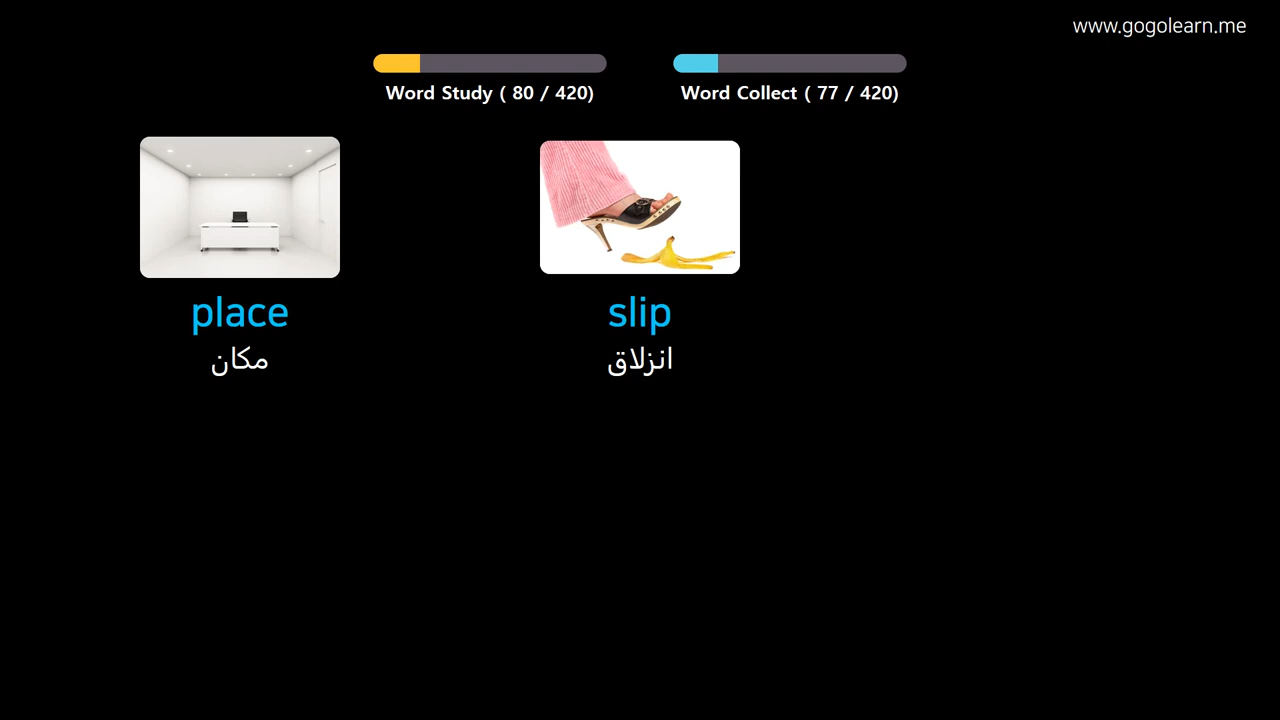 www.gogolearn.me
Word Study ( 80 / 420)
Word Collect ( 77 / 420)
place
مكان
slip
انزلاق